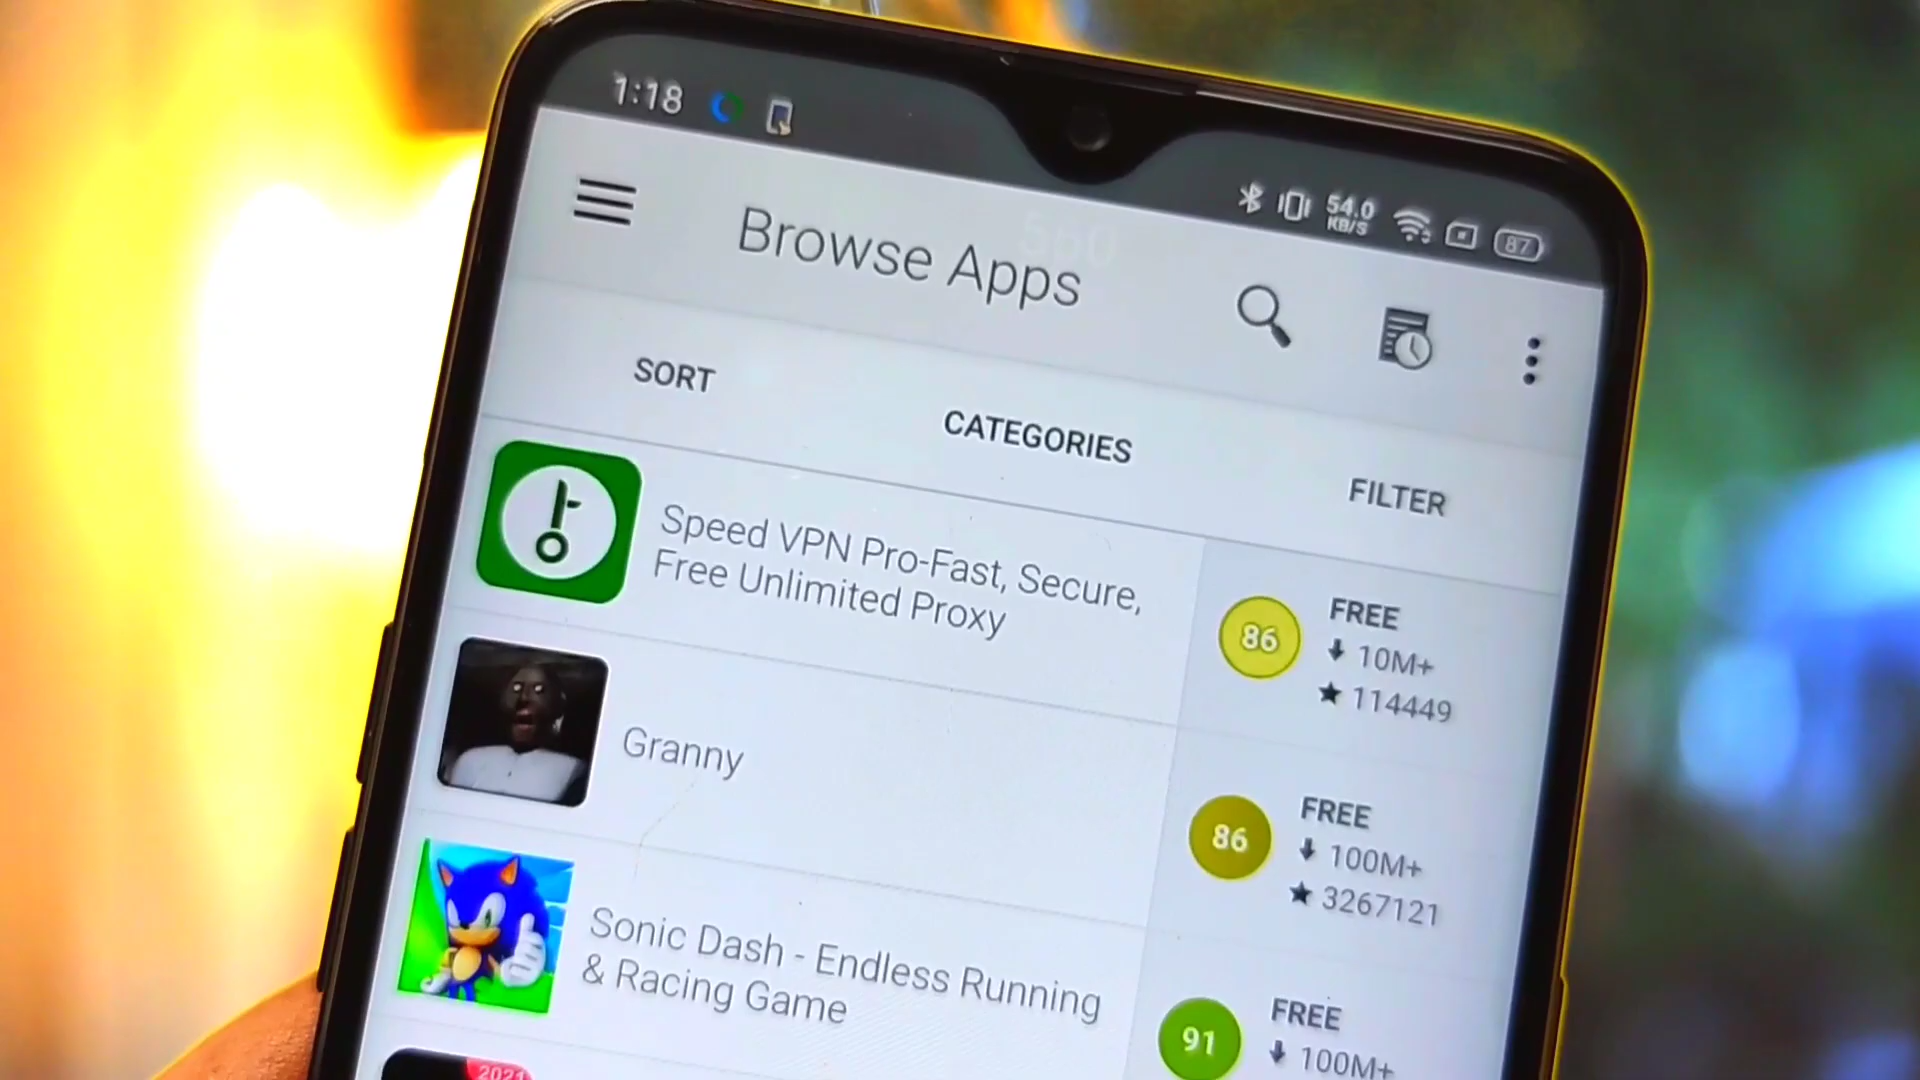 1:18
54.0
KB/S
87
Browse Apps
SORT
CATEGORIES
FILTER
Speed VPN Pro-Fast, Secure,
Free Unlimited Proxy
86
FREE
10M+
114449
Granny
86
FREE
100M+
3267121
Sonic Dash - Endless Running
& Racing Game
91
FREE
100M+
2021